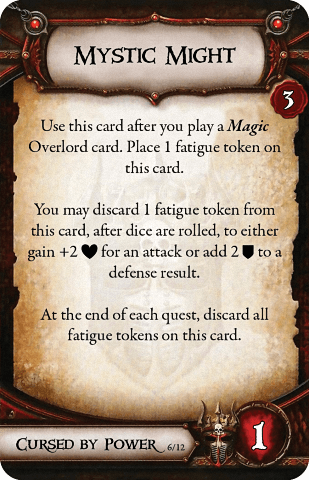 Mystic Might
3
Use this card after you play a Magic
Overlord card. Place 1 fatigue token on
this card.
You may discard 1 fatigue token from
this card, after dice are rolled, to either
gain +2 ♥ for an attack or add 2 to a
defense result.
At the end of each quest, discard all
fatigue tokens on this card.
Cursed by Power 6/12
1